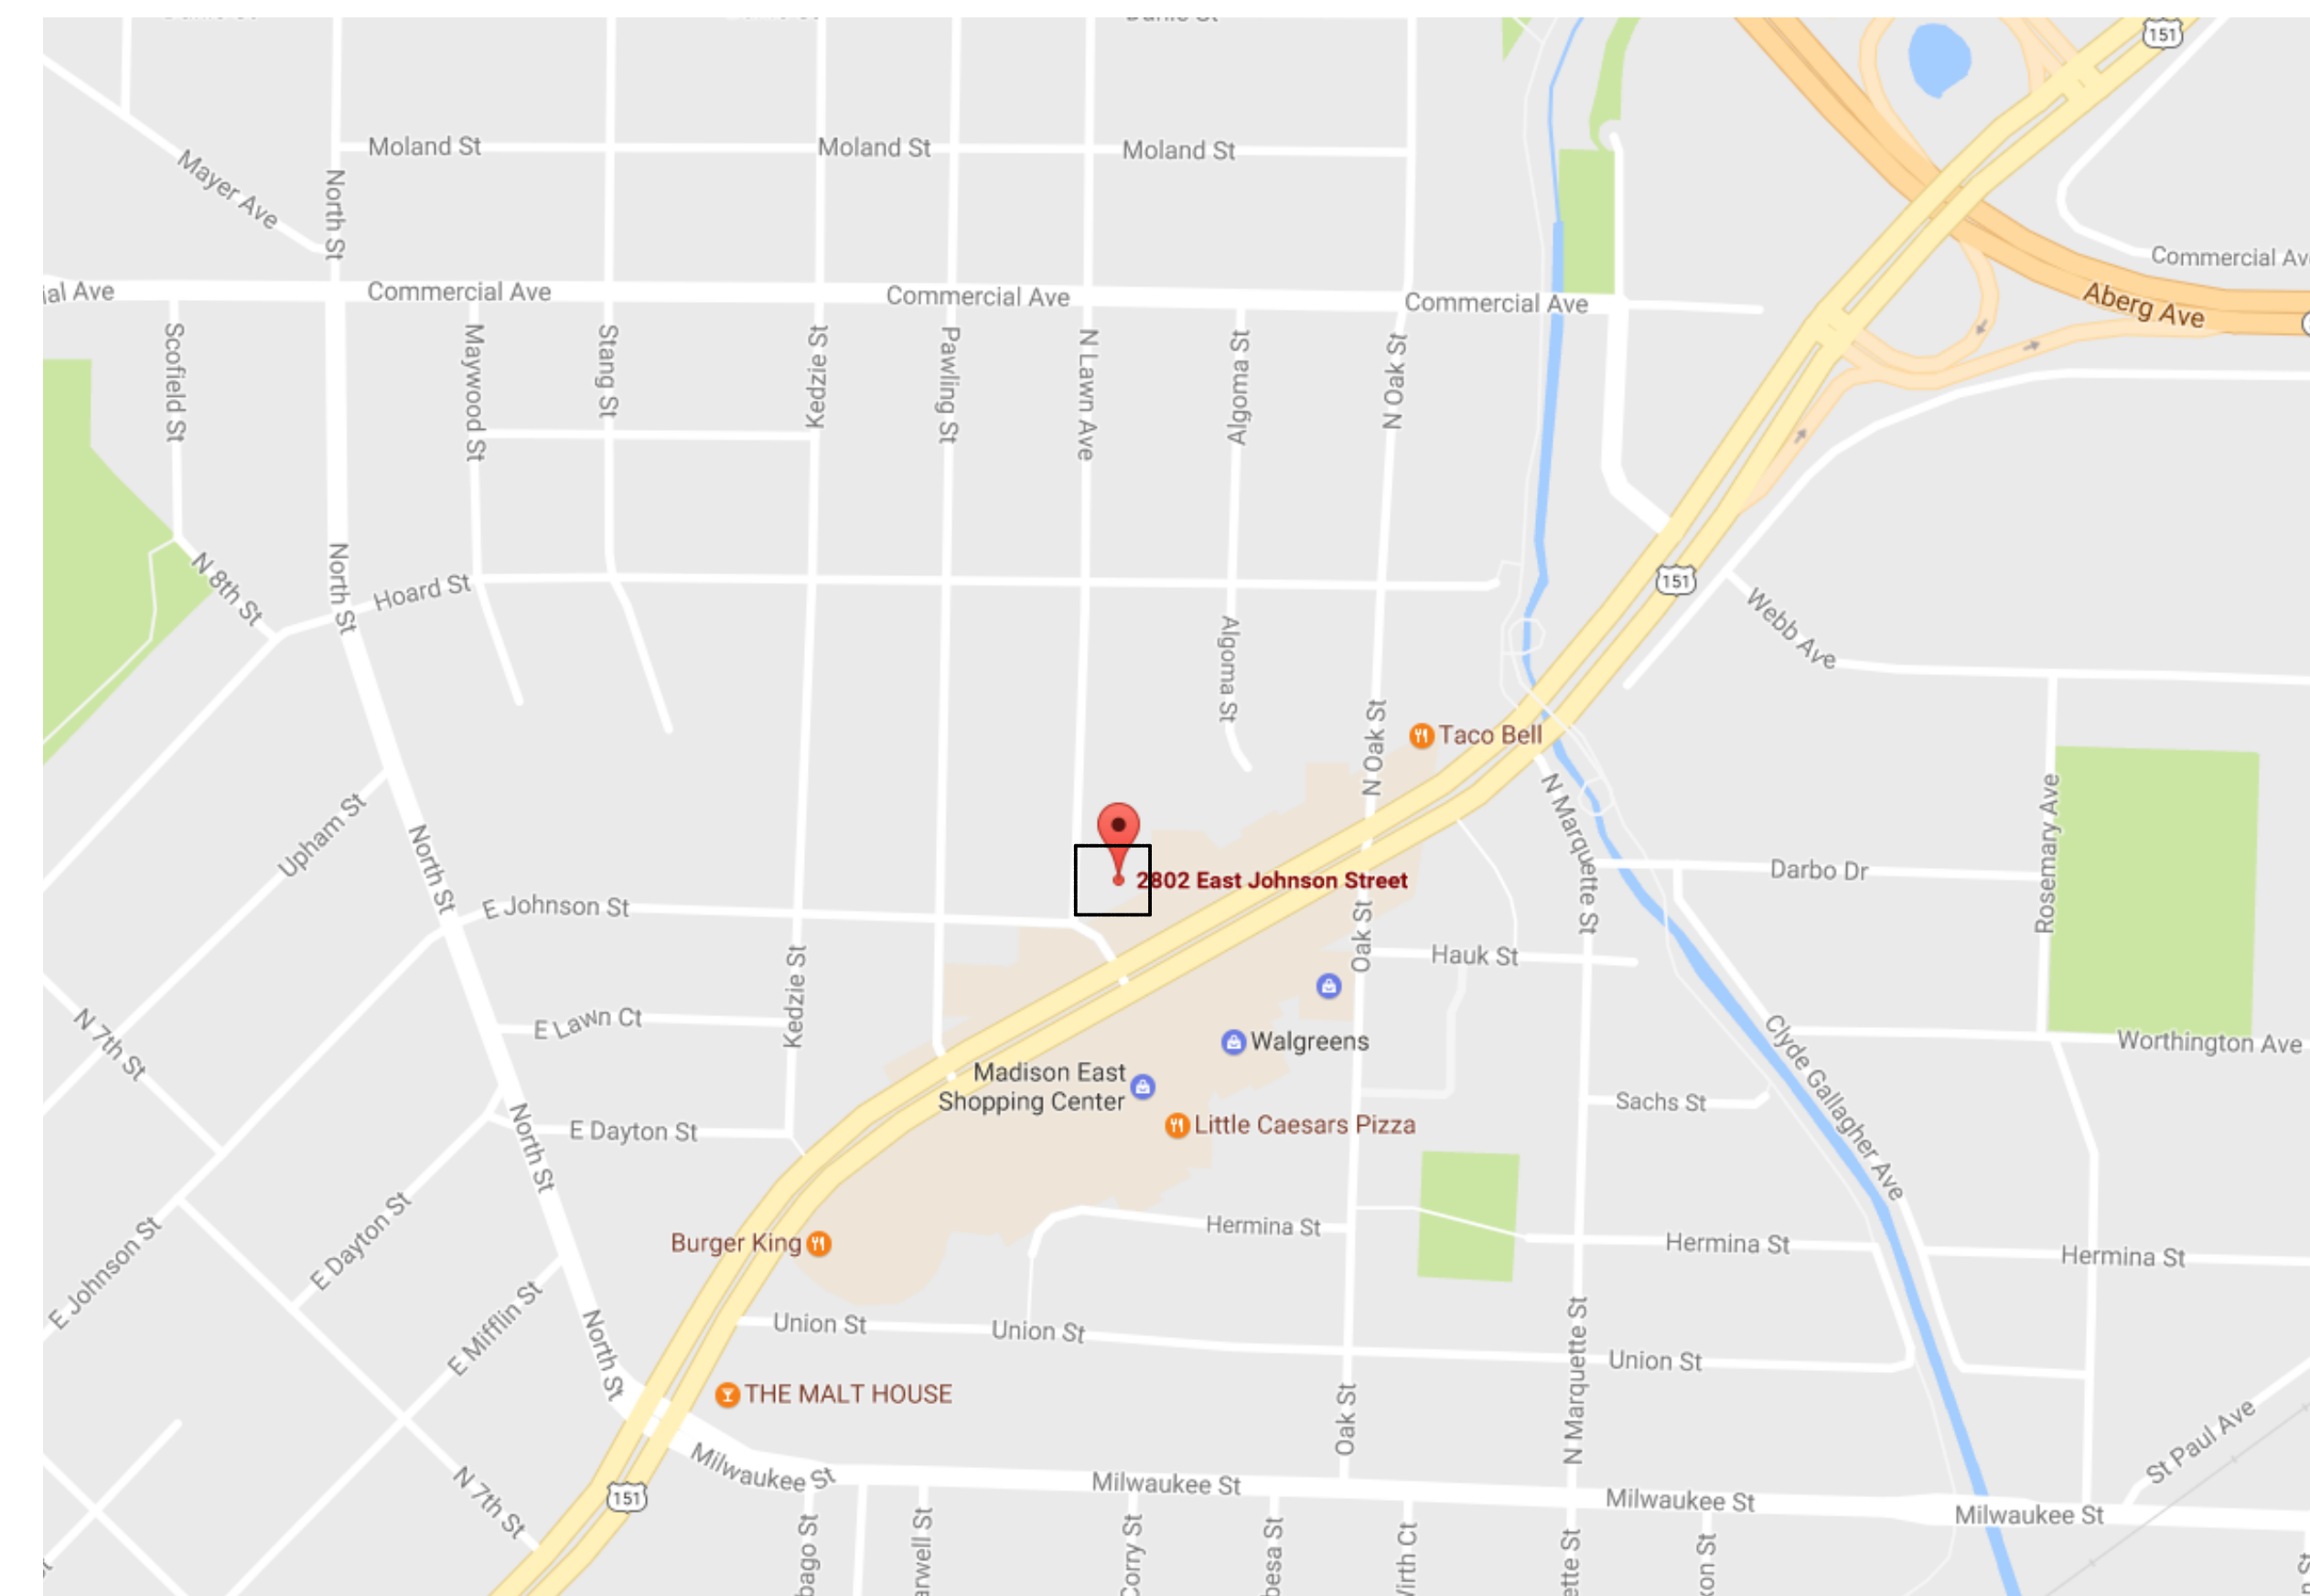 151
Moland St
Moland St
Moland St
Mayer Ave
North St
Commercial Ave
Commercial Ave
Commercial Ave
Aberg Ave
Scofield St
Maywood St
Stang St
Kedzie St
Pawling St
N Lawn Ave
Algoma St
N Oak St
N 8th St
North St
Hoard St
151
Webb Ave
Algoma St
N Oak St
Taco Bell
Upham St
North St
N Marquette St
Rosemary Ave
Darbo Dr
2802 East Johnson Street
E Johnson St
Oak St
Hauk St
Kedzie St
N 7th St
E Lawn Ct
Walgreens
Clyde Gallagher Ave
Worthington Ave
Madison East
Shopping Center
Sachs St
North St
E Dayton St
Little Caesars Pizza
E Johnson St
E Dayton St
Burger King
Hermina St
Hermina St
Hermina St
E Mifflin St
North St
Union St
Union St
Union St
N Marquette St
THE MALT HOUSE
Oak St
St Paul Ave
N 7th St
151
Milwaukee St
Milwaukee St
Milwaukee St
Milwaukee St
Corry St